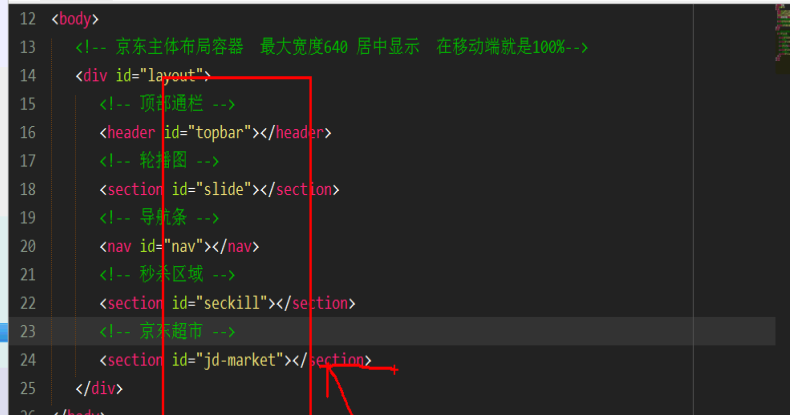 12 <body>
13 <!-- 京东主体布局容器 最大宽度640 居中显示 在移动端就是100%-->
14 <div id="layout">
15 <!-- 顶部通栏 -->
16 <header id="topbar"></header>
17 <!-- 轮播图 -->
18 <section id="slide"></section>
19 <!-- 导航条 -->
20 <nav id="nav"></nav>
21 <!-- 秒杀区域 -->
22 <section id="seckill"></section>
23 <!-- 京东超市 -->
24 <section id="jd-market"></section>
25 </div>
26 </body>